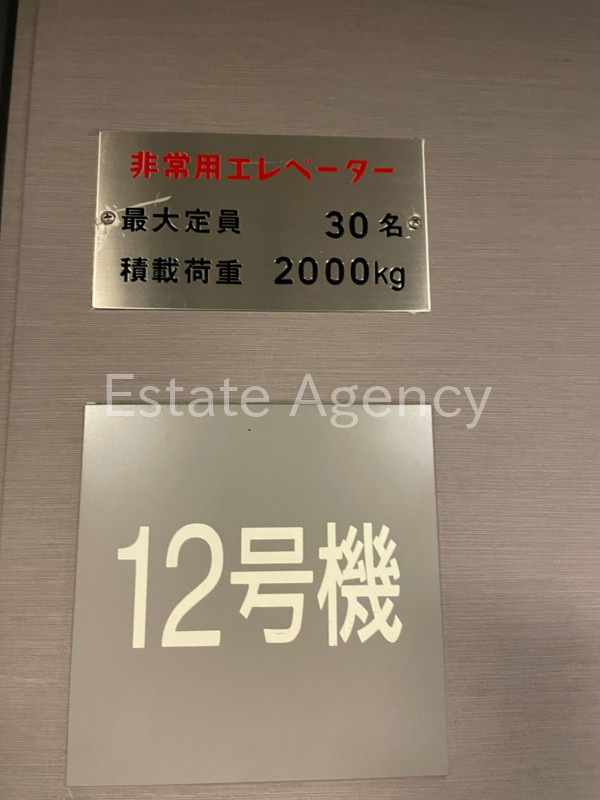 非常用エレベーター
最大定員 30名
積載荷重 2000kg
Estate Agency
12号機